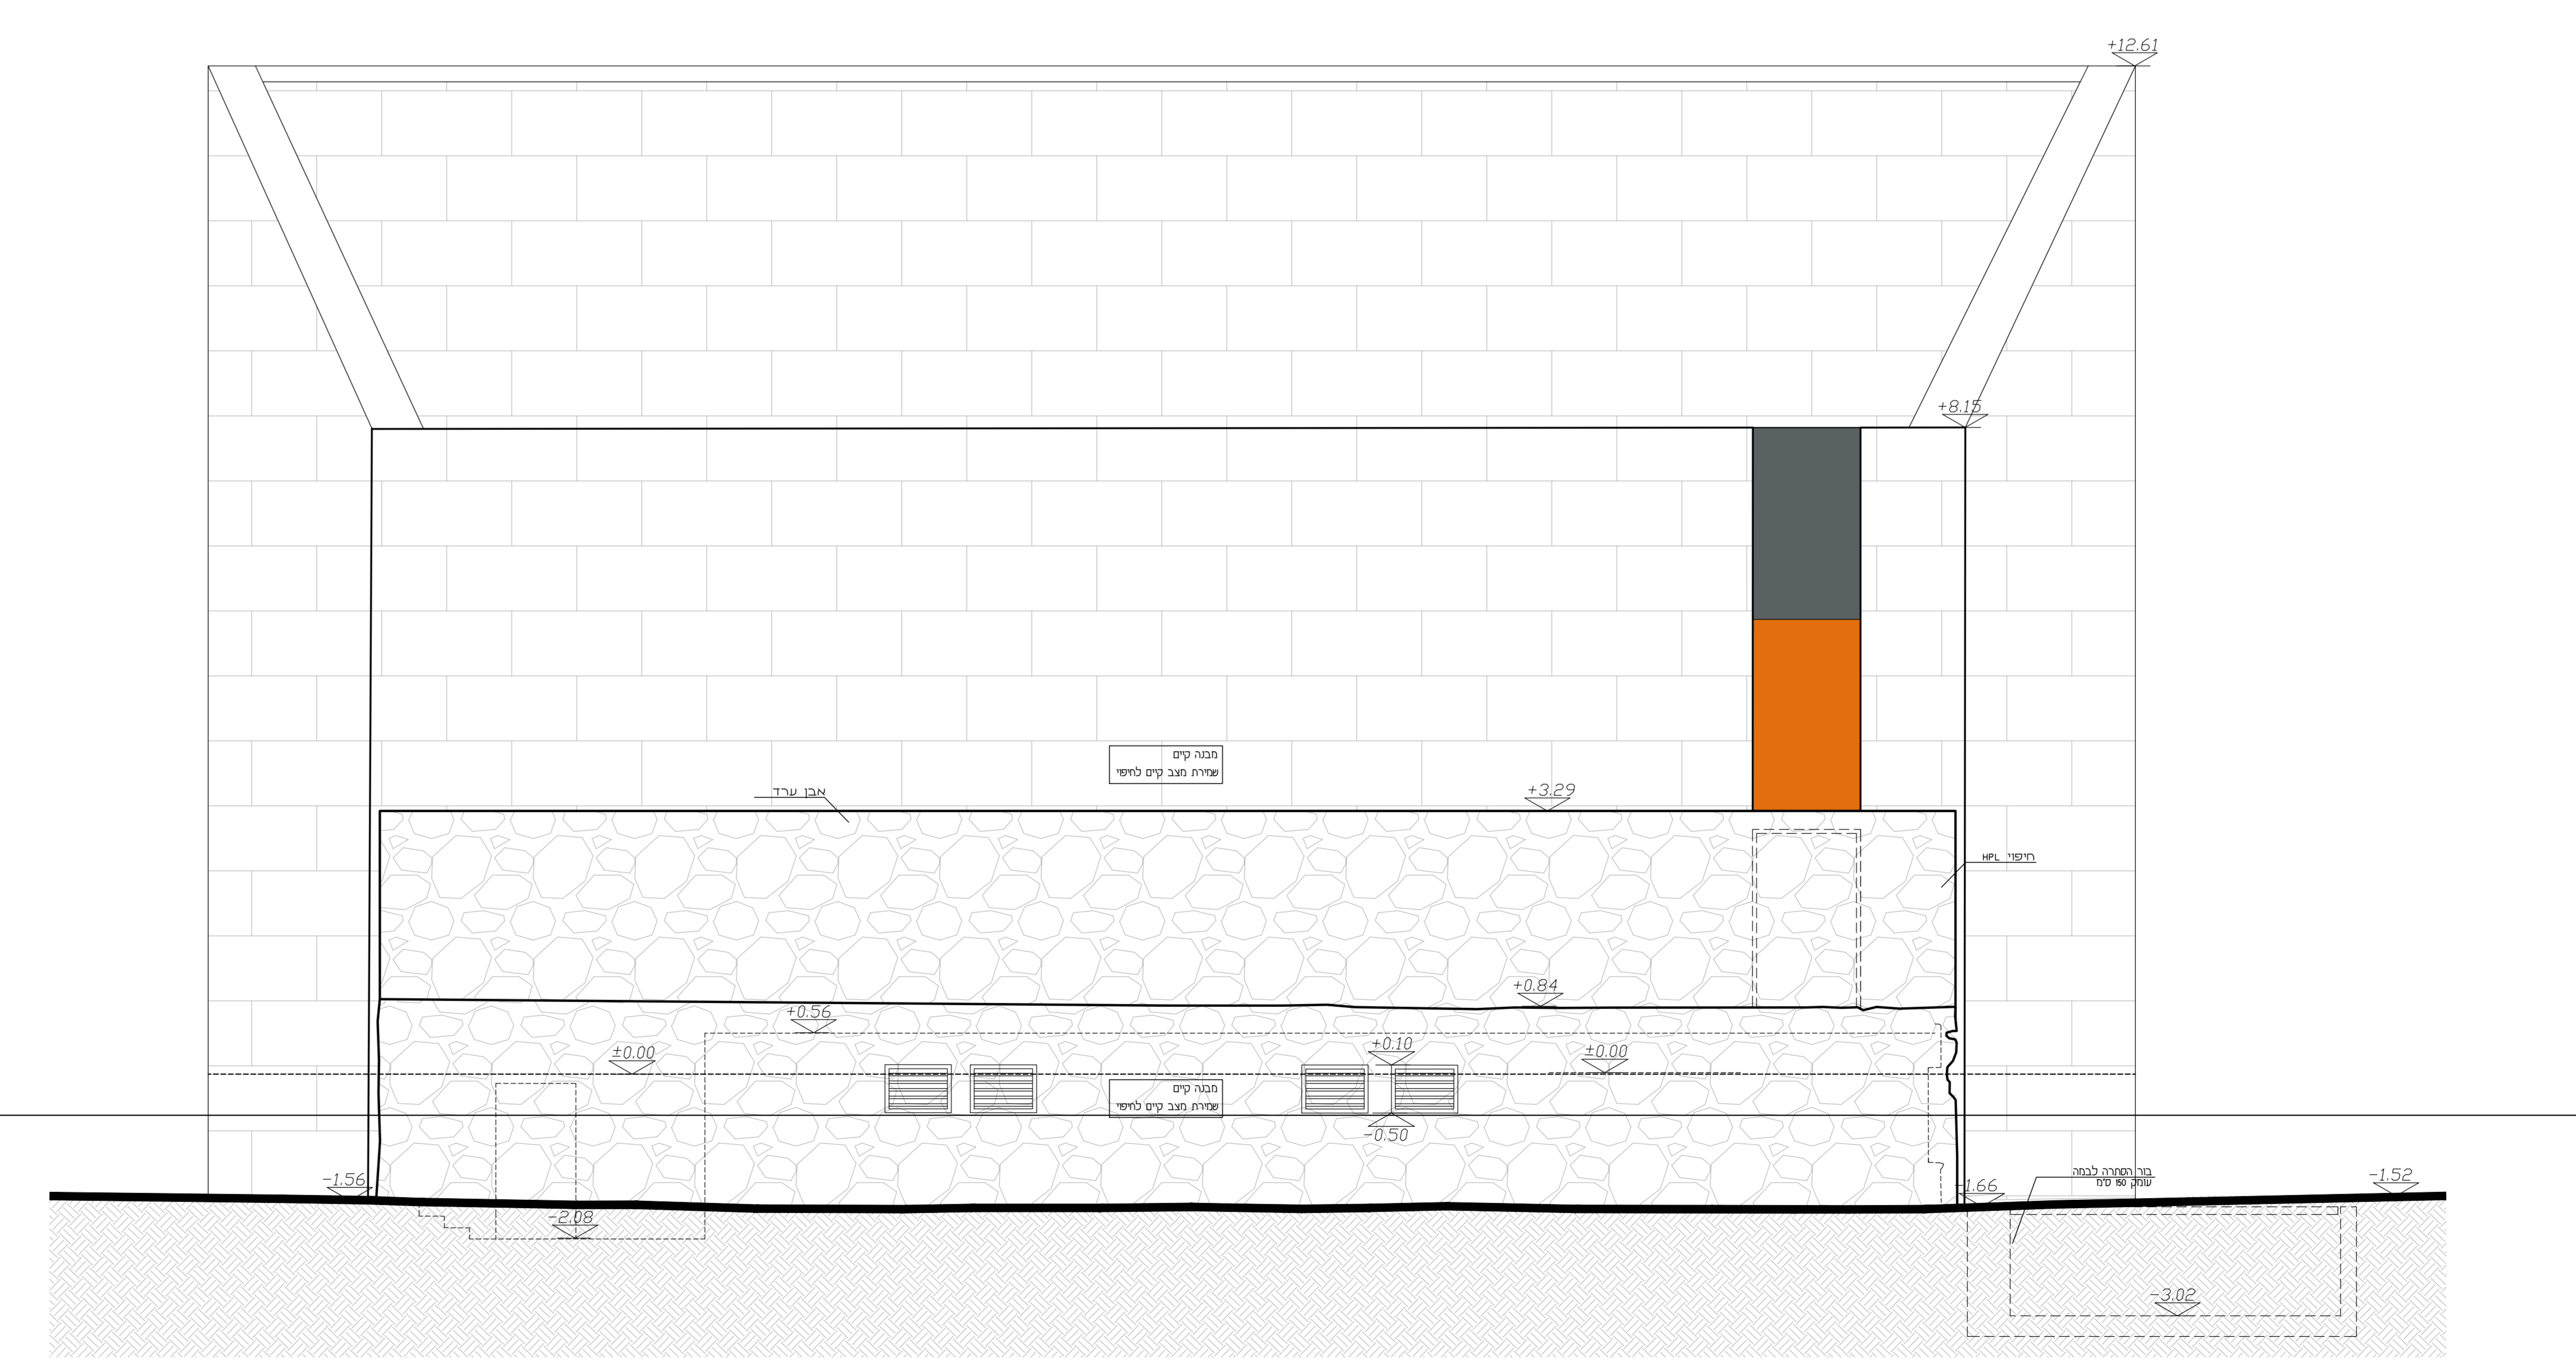 +12.61
+8.15
מבנה קיים
שמירת מצב קיים לחיפוי
אבן ערד
+3.29
חיפוי HPL
+0.84
+0.56
±0.00
+0.10
±0.00
מבנה קיים
שמירת מצב קיים לחיפוי
-0.50
-1.56
בור הסתרה לבמה
עומק 150 ס"מ
-1.52
-1.66
-2.08
-3.02